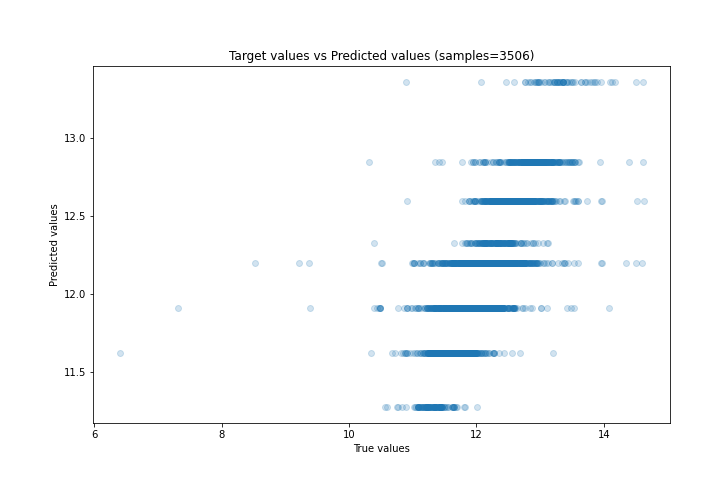 Target values vs Predicted values (samples=3506)
Predicted values
13.0
12.5
12.0
11.5
6 8 10 12 14
True values